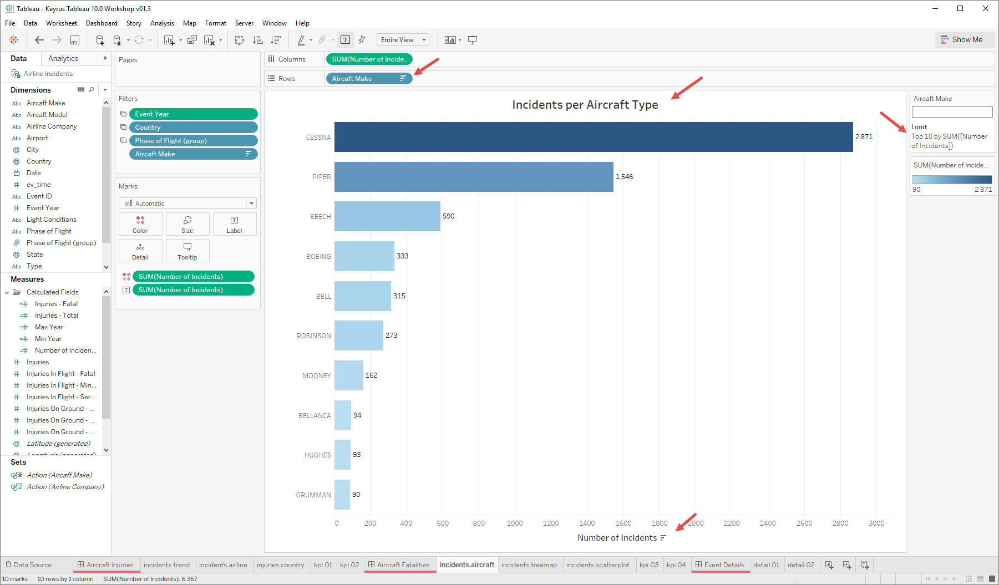 Tableau - Keyrus Tableau 10.0 Workshop v01.3
File Data Worksheet Dashboard Story Analysis Map Format Server Window Help
Entire View
Show Me
Data Analytics
Airline Incidents
Dimensions
Abc Aircaft Make
Abc Aircaft Model
Abc Airline Company
Abc Airport
City
Country
Date
# ev_time
Abc Event ID
# Event Year
Abc Light Conditions
Abc Phase of Flight
Phase of Flight (group)
State
Abc Type
Measures
Calculated Fields
=# Injuries - Fatal
=# Injuries - Total
=# Max Year
=# Min Year
=# Number of Inciden...
# Injuries
# Injuries In Flight - Fatal
# Injuries In Flight - Min...
# Injuries In Flight - Ser...
# Injuries On Ground - ...
# Injuries On Ground - ...
# Injuries On Ground - ...
Latitude (generated)
Longitude (generated)
Sets
Action (Aircaft Make)
Action (Airline Company)
Pages
Filters
Event Year
Country
Phase of Flight (group)
Aircaft Make
Marks
Automatic
Color Size Label
Detail Tooltip
SUM(Number of Incidents)
SUM(Number of Incidents)
Columns SUM(Number of Incide..
Rows Aircaft Make
Incidents per Aircraft Type
CESSNA 2 871
PIPER 1 546
BEECH 590
BOEING 333
BELL 315
ROBINSON 273
MOONEY 162
BELLANCA 94
HUGHES 93
GRUMMAN 90
0 200 400 600 800 1000 1200 1400 1600 1800 2000 2200 2400 2600 2800 3000
Number of Incidents
Aircaft Make
Limit
Top 10 by SUM([Number
of Incidents])
SUM(Number of Incide...
90 2 871
Data Source Aircraft Injuries incidents.trend incidents.airline injuries.country kpi.01 kpi.02 Aircraft Fatalities incidents.aircraft incidents.treemap incidents.scatterplot kpi.03 kpi.04 Event Details detail.01 detail.02
10 marks 10 rows by 1 column SUM(Number of Incidents): 6 367